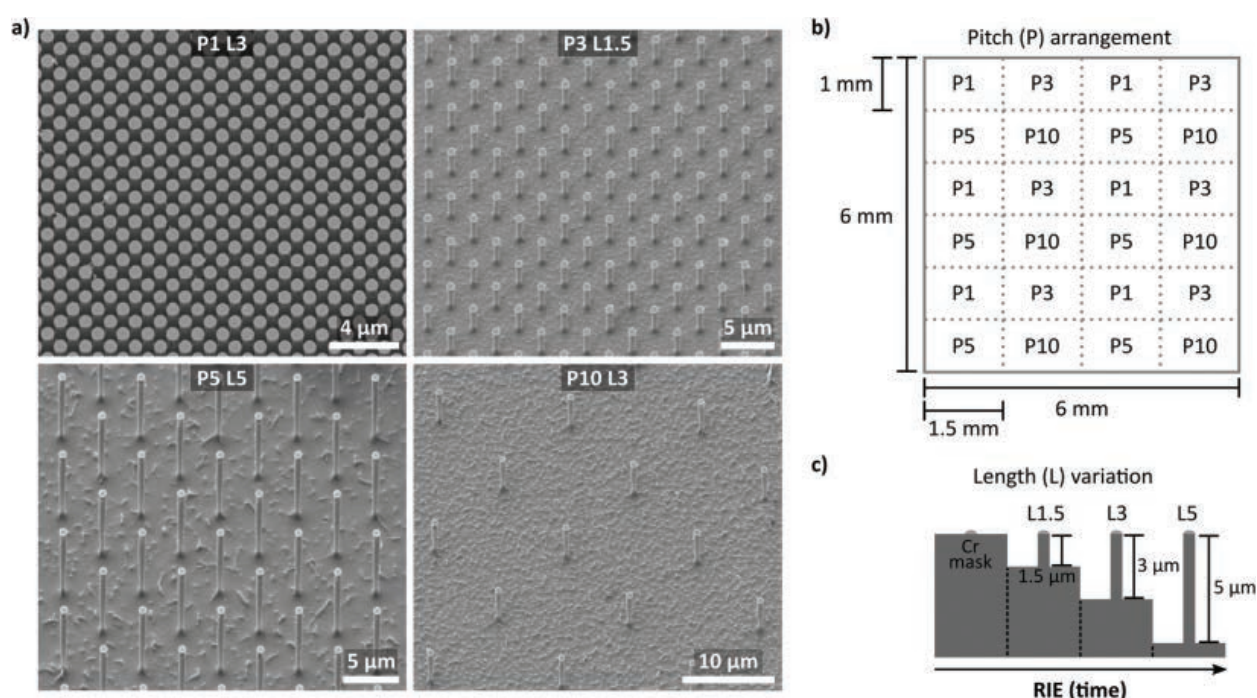 a)
P1 L3
4 μm
P3 L1.5
5 μm
P5 L5
5 μm
P10 L3
10 μm
b)
Pitch (P) arrangement
1 mm
6 mm
P1 P3 P1 P3
P5 P10 P5 P10
P1 P3 P1 P3
P5 P10 P5 P10
P1 P3 P1 P3
P5 P10 P5 P10
6 mm
1.5 mm
c)
Length (L) variation
L1.5 L3 L5
Cr
mask
1.5 μm
3 μm
5 μm
RIE (time)